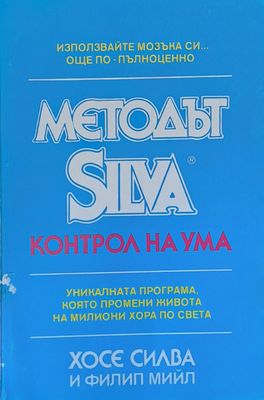 ИЗПОЛЗВАЙТЕ МОЗЪКА СИ...
ОЩЕ ПО - ПЪЛНОЦЕННО
МЕТОДЪТ
SILVA®
КОНТРОЛ НА УМА
УНИКАЛНАТА ПРОГРАМА,
КОЯТО ПРОМЕНИ ЖИВОТА
НА МИЛИОНИ ХОРА ПО СВЕТА
ХОСЕ СИЛВА
И ФИЛИП МИЙЛ